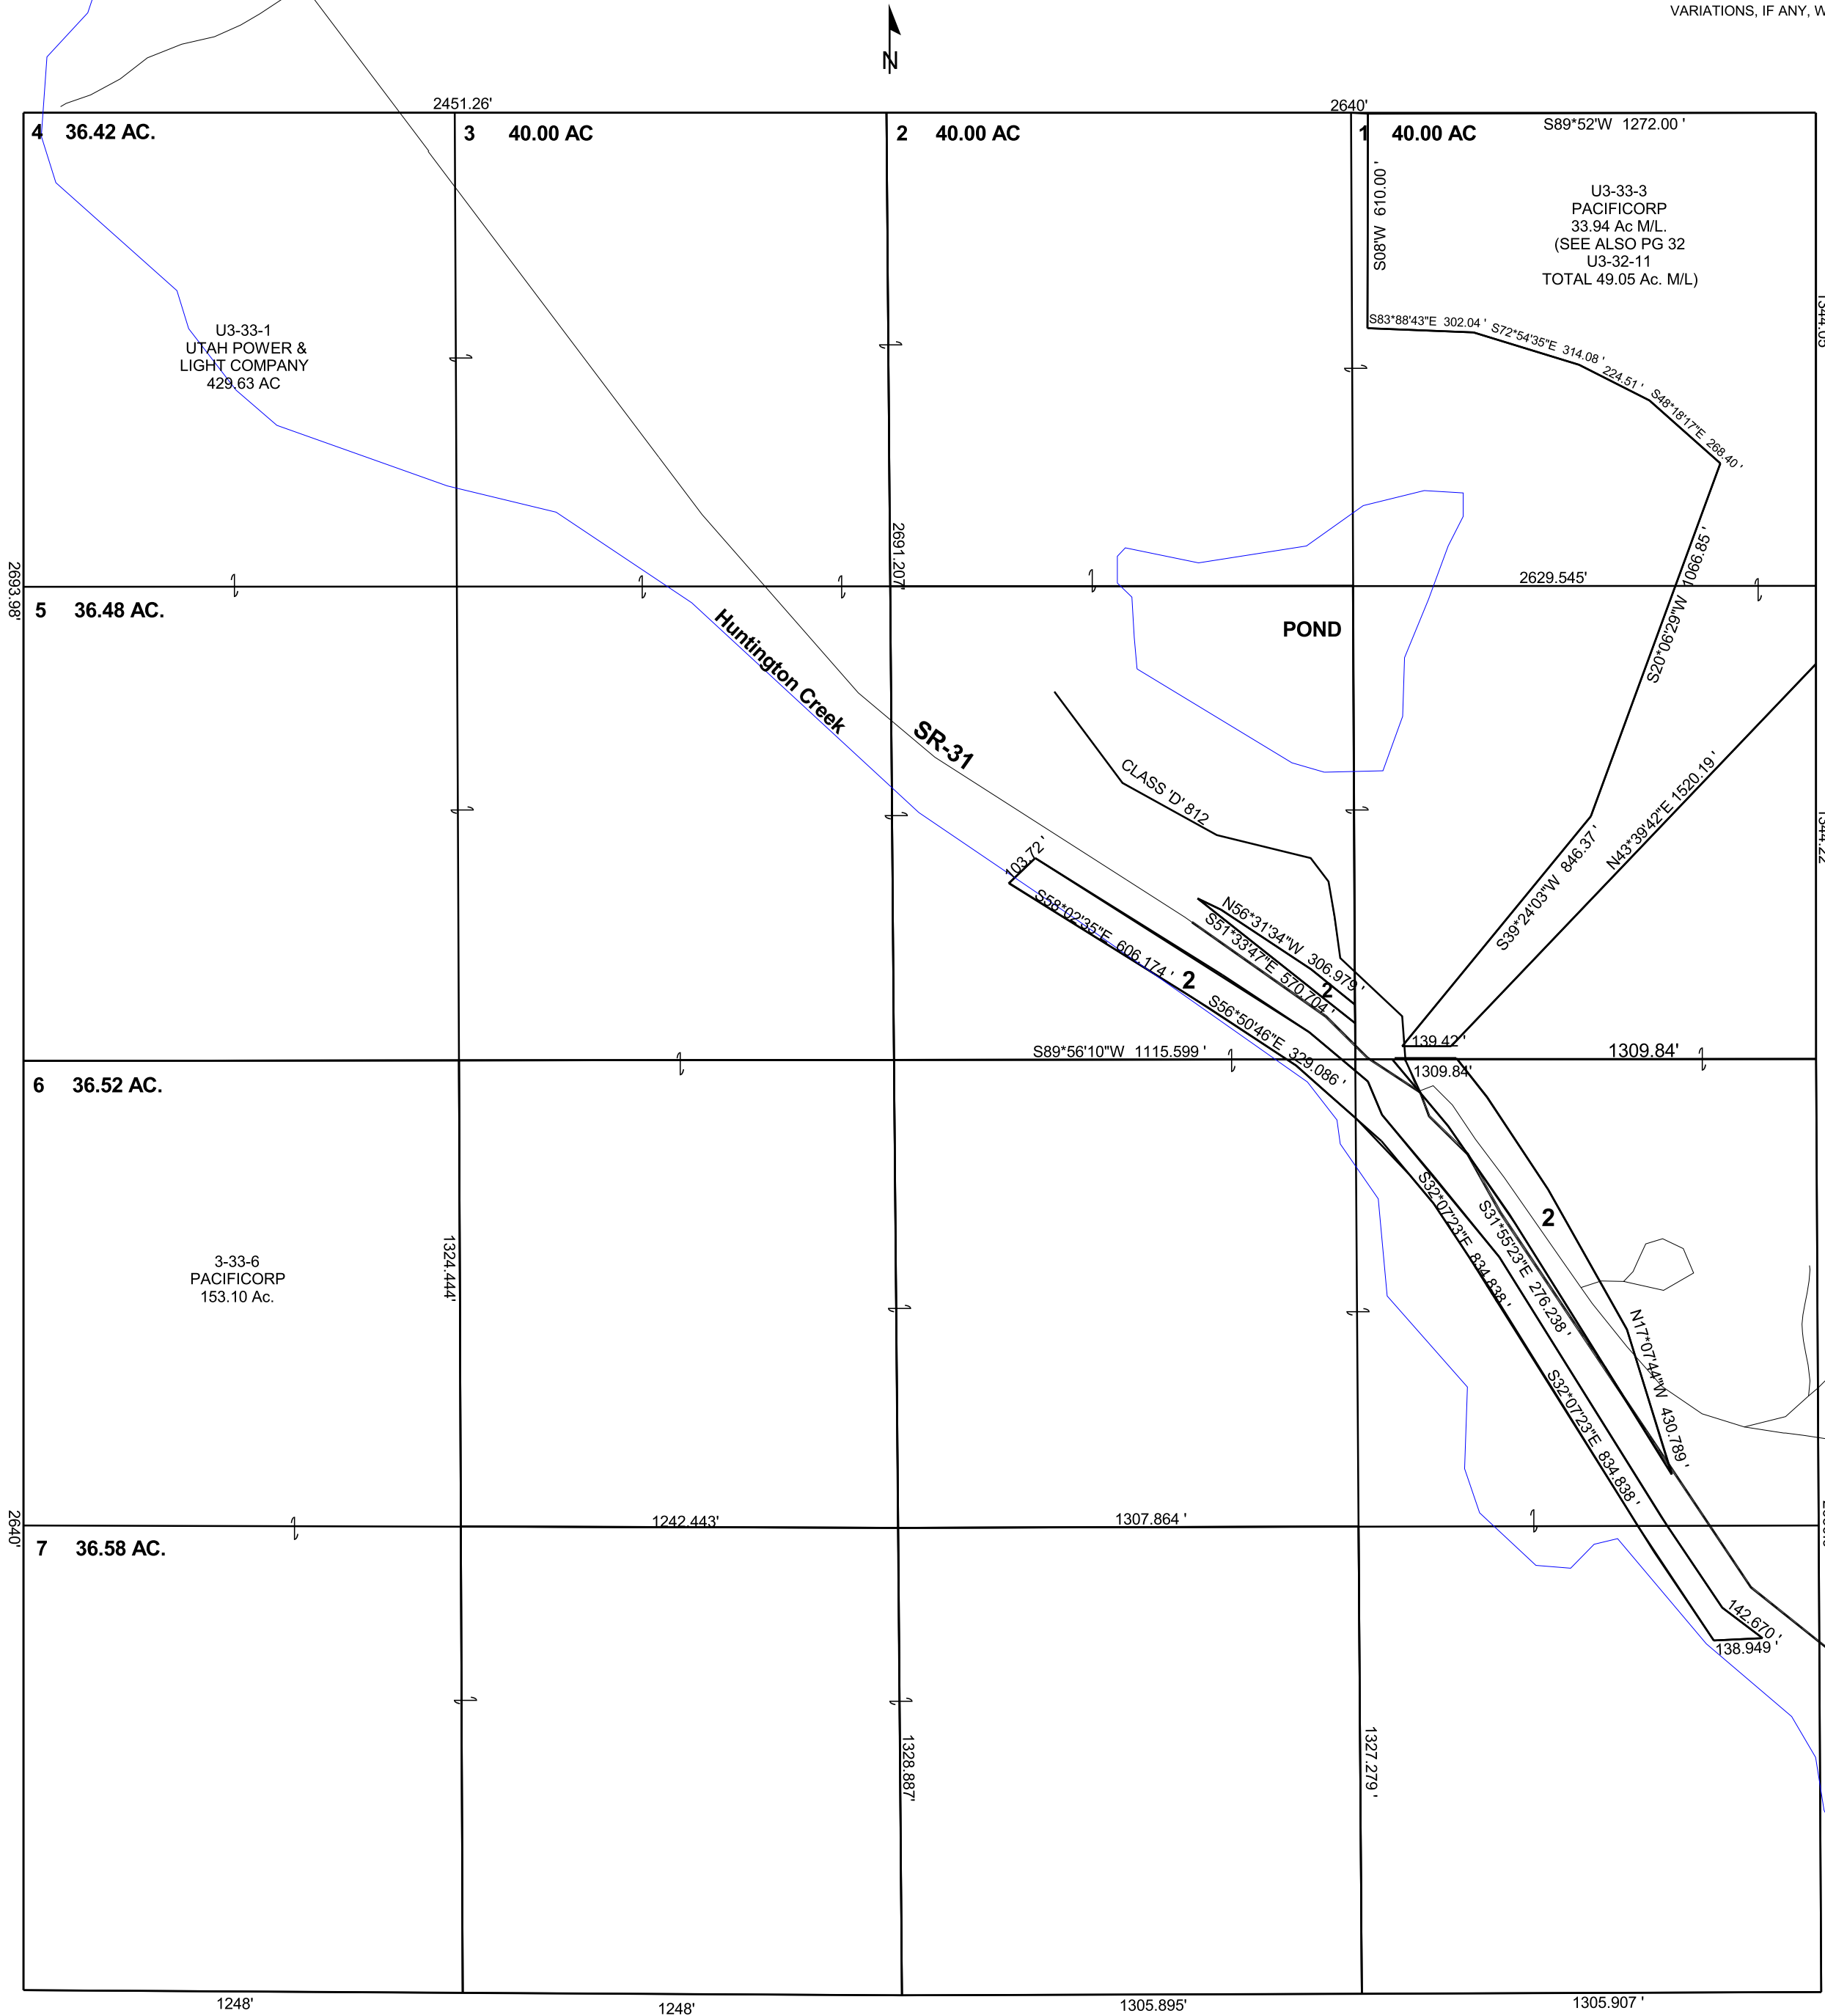 VARIATIONS, IF ANY, W
N
2451.26'
2640'
4 36.42 AC.
3 40.00 AC
2 40.00 AC
1 40.00 AC
S89*52'W 1272.00 '
S08'W 610.00 '
U3-33-3
PACIFICORP
33.94 Ac M/L.
(SEE ALSO PG 32
U3-32-11
TOTAL 49.05 Ac. M/L)
U3-33-1
UTAH POWER &
LIGHT COMPANY
429.63 AC
S83*88'43"E 302.04 '
S72*54'35"E 314.08 '
224.51 '
S48*18'17"E 268.40 '
2693.98'
2691.207'
2629.545'
S20*06'29"W 1066.85 '
5 36.48 AC.
POND
Huntington Creek
SR-31
CLASS 'D' 812
N43*39'42"E 1520.19 '
S39*24'03"W 846.37 '
103.72 '
S58*02'35"E 606.174 '
2
N56*31'34"W 306.979 '
S51*33'47"E 570.704 '
2
S56*50'46"E 329.086 '
S89*56'10"W 1115.599 '
139.42 '
1309.84'
1309.84'
6 36.52 AC.
3-33-6
PACIFICORP
153.10 Ac.
1324.444'
S32*07'23"E 834.838 '
S31*55'23"E 276.238 '
2
N17*07'44"W 430.789 '
S32*07'23"E 834.838 '
2640'
1242.443'
1307.864 '
7 36.58 AC.
142.670 '
138.949 '
1328.887'
1327.279 '
1248'
1248'
1305.895'
1305.907 '